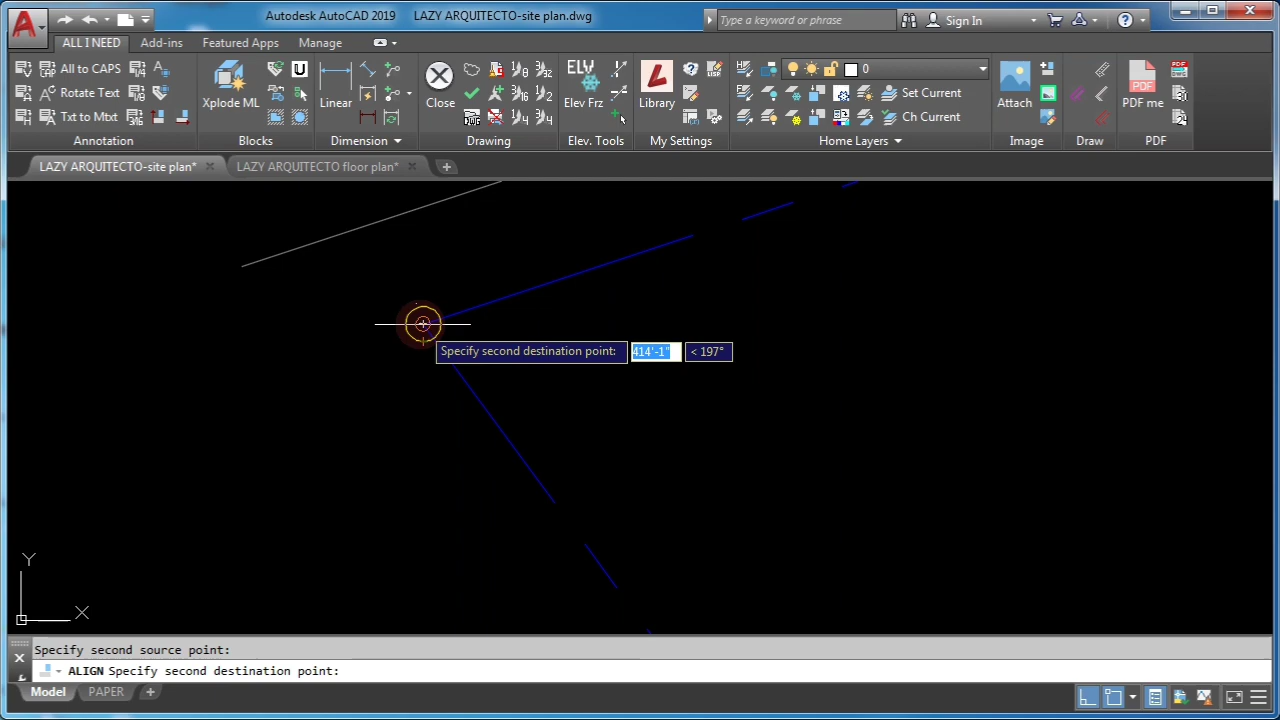 Autodesk AutoCAD 2019 LAZY ARQUITECTO-site plan.dwg
Type a keyword or phrase
Sign In
ALL I NEED Add-ins Featured Apps Manage
All to CAPS
Rotate Text
Txt to Mtxt
Annotation
Xplode ML
Blocks
Linear
Dimension
Close
Drawing
ELV
Elev Frz
Elev. Tools
Library
My Settings
0
Set Current
Ch Current
Home Layers
Attach
Image
Draw
PDF
PDF me
PDF
LAZY ARQUITECTO-site plan*
LAZY ARQUITECTO floor plan*
Specify second destination point: 414'-1" < 197°
Y
X
Specify second source point:
ALIGN Specify second destination point:
Model PAPER